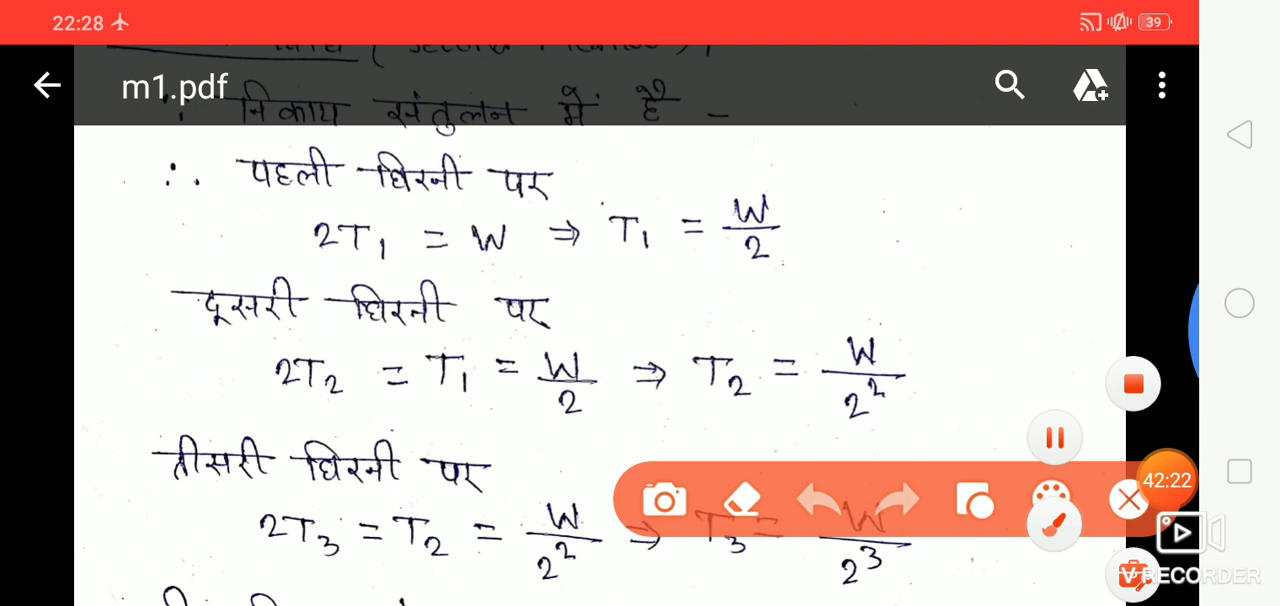 22:28 39
m1.pdf
∵ निकाय संतुलन में है -
∴ पहली घिरनी पर
2T₁ = W ⇒ T₁ = W/2
दूसरी घिरनी पर
2T₂ = T₁ = W/2 ⇒ T₂ = W/2²
तीसरी घिरनी पर
2T₃ = T₂ = W/2² ⇒ T₃ = W/2³
42:22
V RECORDER